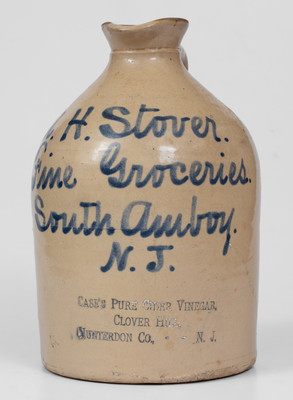 H. Stover.
Fine Groceries.
South Amboy.
N. J.
CASE'S PURE CIDER VINEGAR,
CLOVER
HUNTERDON CO., N. J.